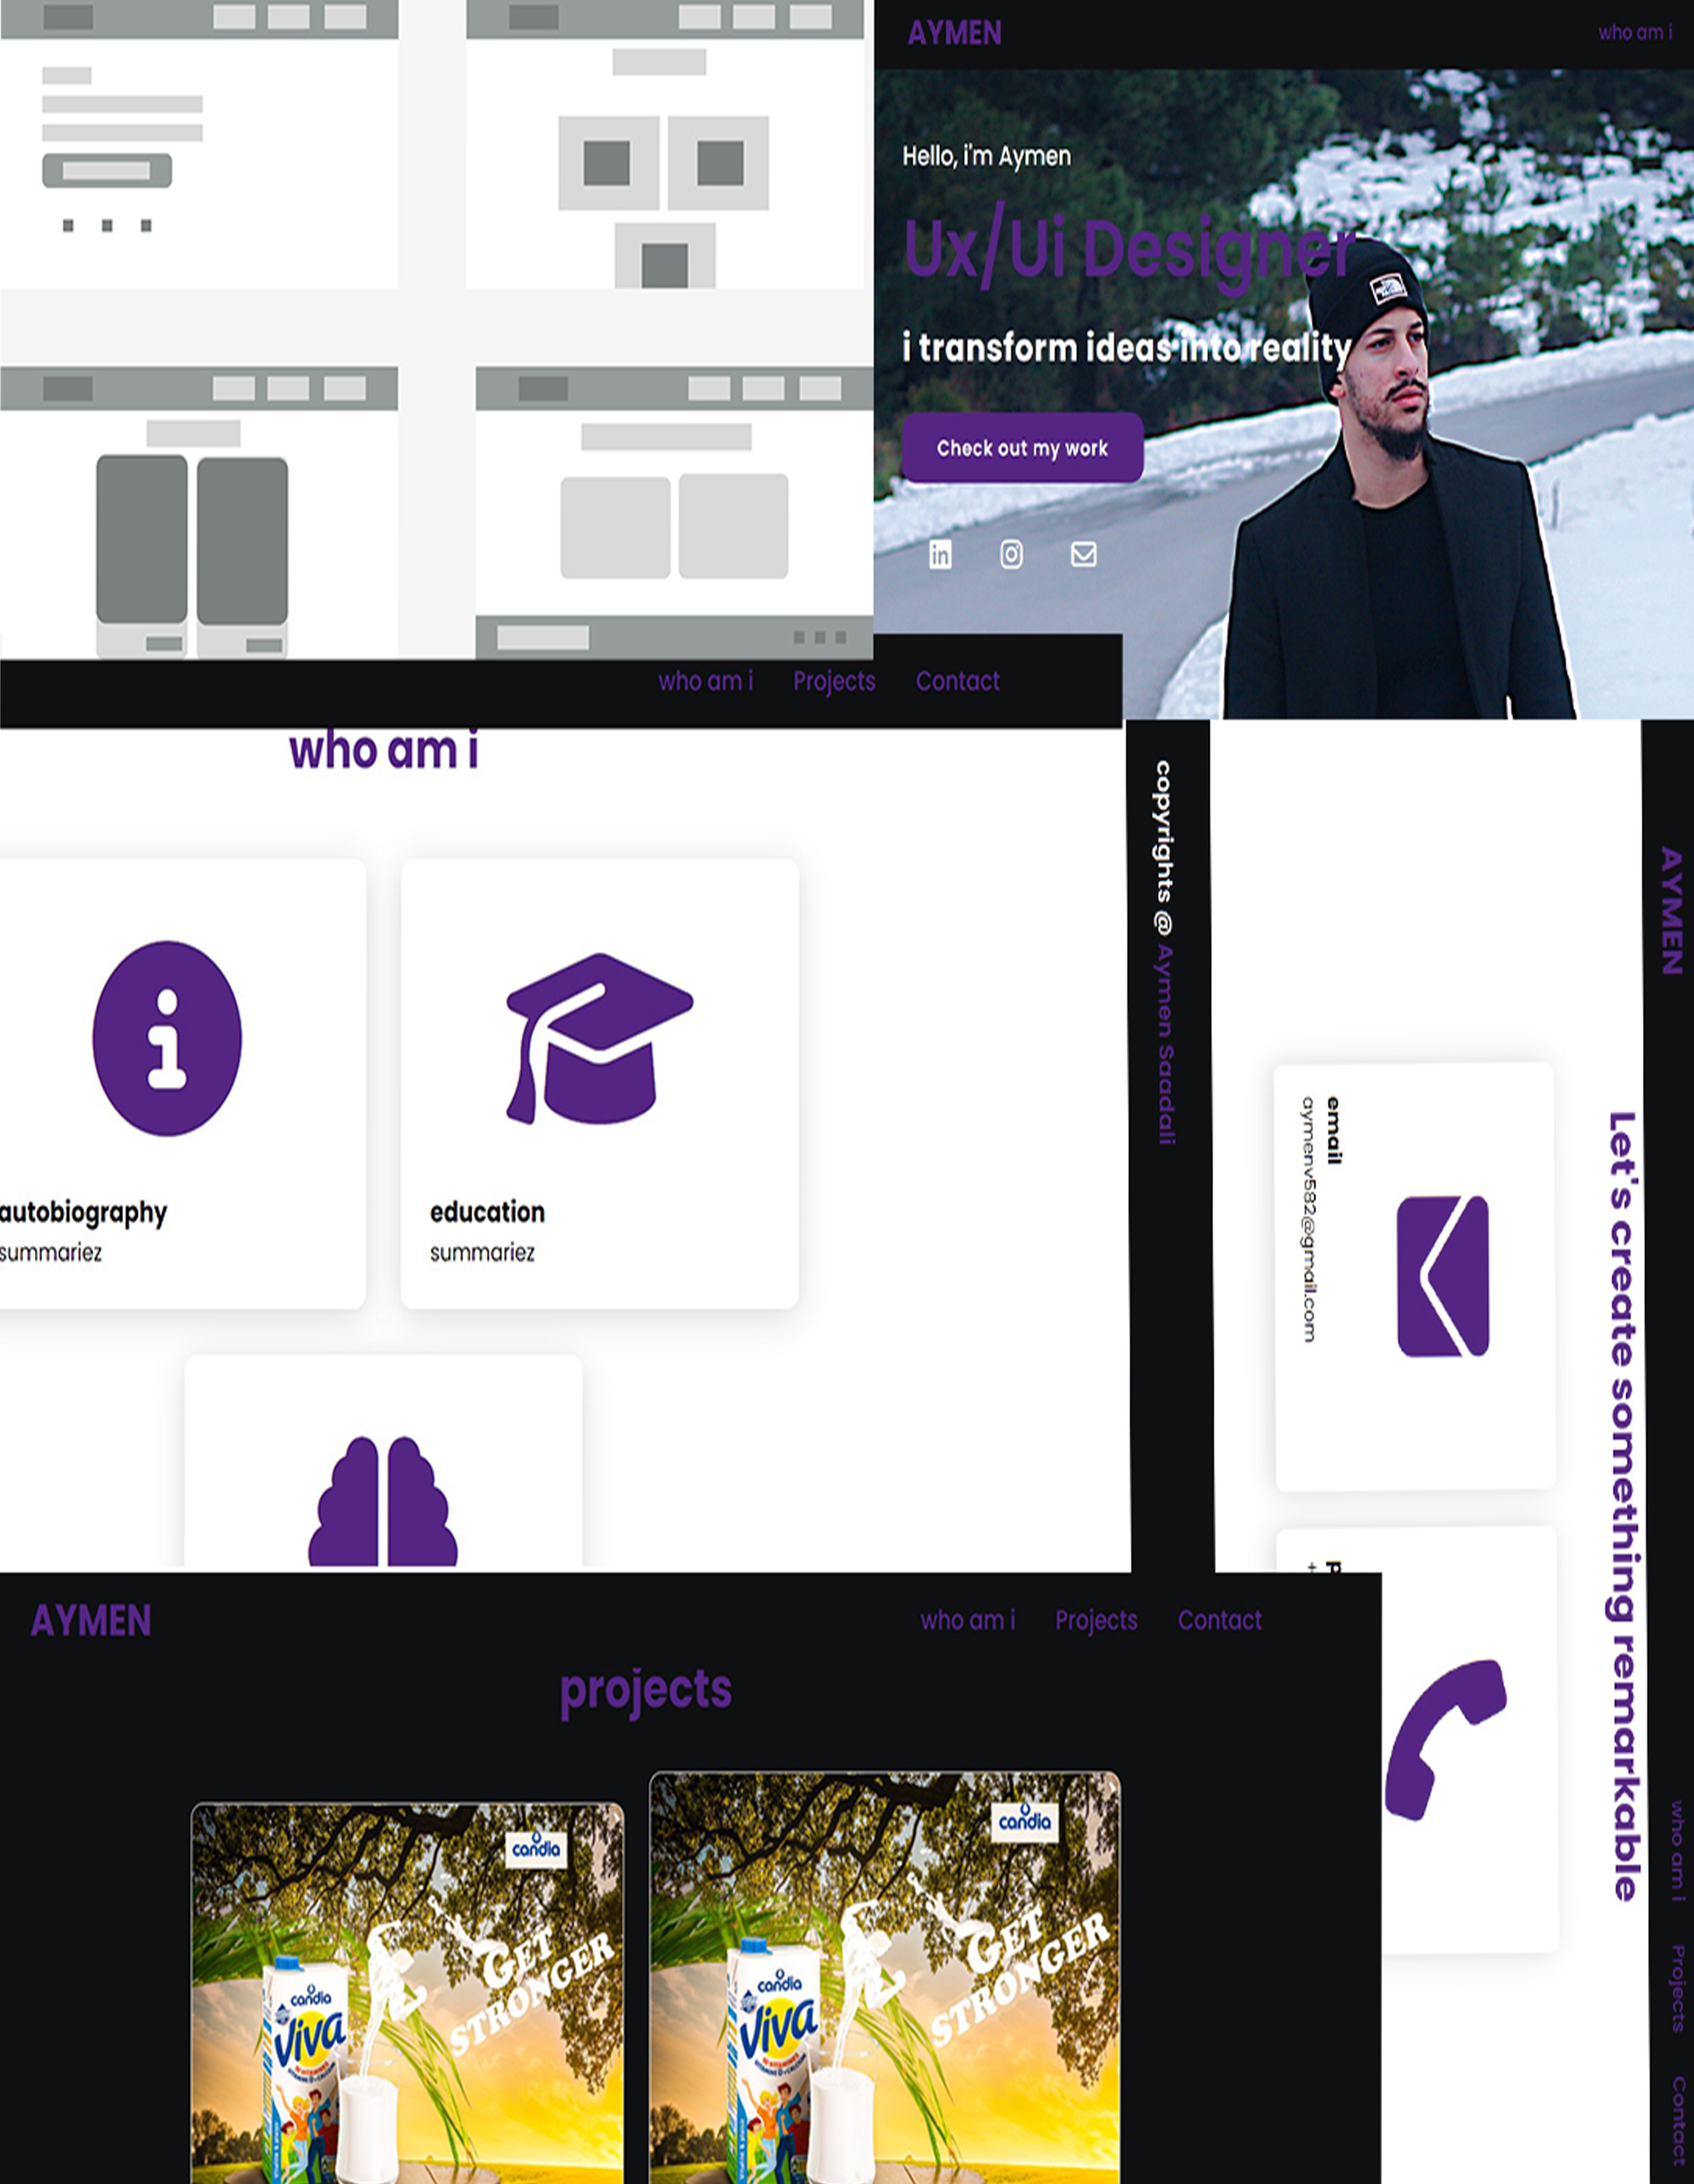 AYMEN
who am i
Hello, i'm Aymen
Ux/Ui Designer
i transform ideas into reality
Check out my work
in
who am i Projects Contact
who am i
autobiography
summariez
education
summariez
copyrights @ Aymen Saadali
AYMEN
who am i Projects Contact
Let's create something remarkable
email
aymenv582@gmail.com
p
+
AYMEN
who am i Projects Contact
projects
candia
GET
STRONGER
candia
Viva
candia
GET
STRONGER
candia
Viva